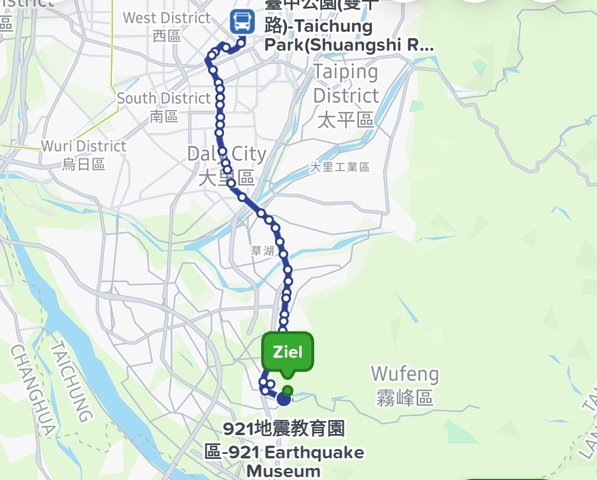 臺中公園(雙十
路)-Taichung
Park(Shuangshi R...
West District
西區
Taiping
District
太平區
South District
南區
Wuri District
烏日區
大里區
大里工業區
草湖
Ziel
Wufeng
霧峰區
TAICHUNG
CHANGHUA
921地震教育園
區-921 Earthquake
Museum